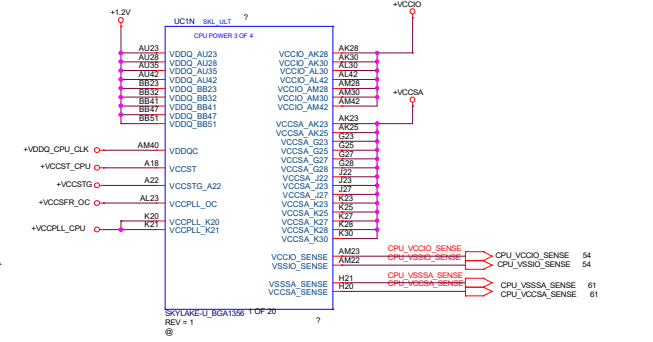 +1.2V
UC1N SKL_ULT ?
+VCCIO
CPU POWER 3 OF 4
AU23 VDDQ_AU23
AU28 VDDQ_AU28
AU35 VDDQ_AU35
AU42 VDDQ_AU42
BB23 VDDQ_BB23
BB32 VDDQ_BB32
BB41 VDDQ_BB41
BB47 VDDQ_BB47
BB51 VDDQ_BB51
VCCIO_AK28 AK28
VCCIO_AK30 AK30
VCCIO_AL30 AL30
VCCIO_AL42 AL42
VCCIO_AM28 AM28
VCCIO_AM30 AM30
VCCIO_AM42 AM42
+VCCSA
VCCSA_AK23 AK23
VCCSA_AK25 AK25
VCCSA_G23 G23
VCCSA_G25 G25
VCCSA_G27 G27
VCCSA_G28 G28
VCCSA_J22 J22
VCCSA_J23 J23
VCCSA_J27 J27
VCCSA_K23 K23
VCCSA_K25 K25
VCCSA_K27 K27
VCCSA_K28 K28
VCCSA_K30 K30
+VDDQ_CPU_CLK AM40 VDDQC
+VCCST_CPU A18 VCCST
+VCCSTG A22 VCCSTG_A22
+VCCSFR_OC AL23 VCCPLL_OC
+VCCPLL_CPU K20 VCCPLL_K20
K21 VCCPLL_K21
VCCIO_SENSE AM23 CPU_VCCIO_SENSE CPU_VCCIO_SENSE 54
VSSIO_SENSE AM22 CPU_VSSIO_SENSE CPU_VSSIO_SENSE 54
VSSSA_SENSE H21 CPU_VSSSA_SENSE CPU_VSSSA_SENSE 61
VCCSA_SENSE H20 CPU_VCCSA_SENSE CPU_VCCSA_SENSE 61
SKYLAKE-U_BGA1356 1 OF 20
REV = 1 ?
@